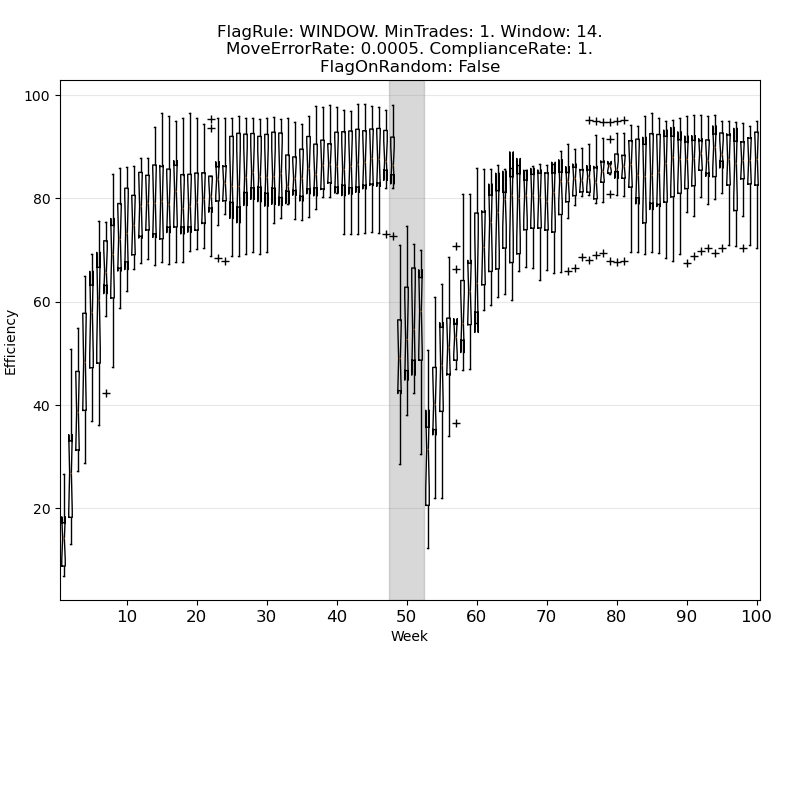 FlagRule: WINDOW. MinTrades: 1. Window: 14.
MoveErrorRate: 0.0005. ComplianceRate: 1.
FlagOnRandom: False
100
80
60
40
20
Efficiency
10 20 30 40 50 60 70 80 90 100
Week